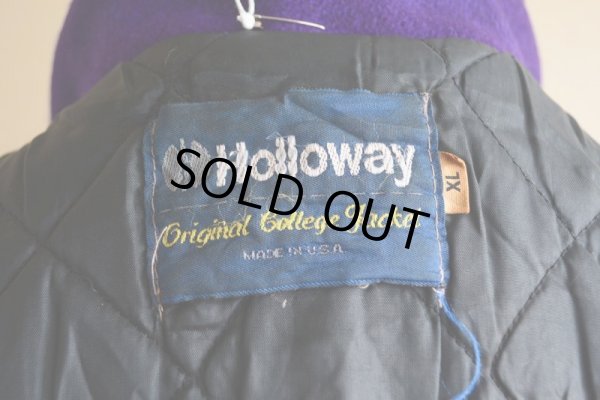 Holloway
SOLD OUT
Original College Jacket
MADE IN U.S.A.
XL